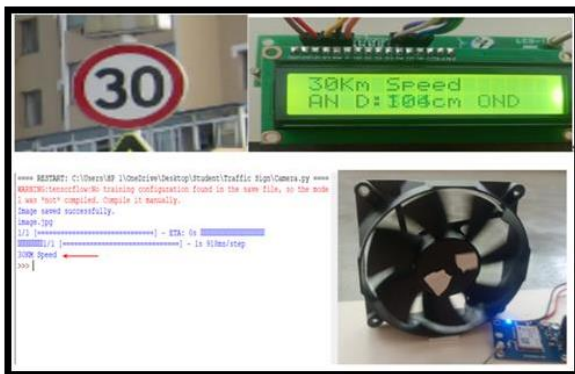 30
30Km Speed
AN D:104cm OND
==== RESTART: C:\Users\HP 1\OneDrive\Desktop\Student\Traffic Sign\Camera.py ====
WARNING:tensorflow:No training configuration found in the save file, so the mode
l was *not* compiled. Compile it manually.
Image saved successfully.
image.jpg
1/1 [==============================] - ETA: 0s
1/1 [==============================] - 1s 918ms/step
30KM Speed
>>>